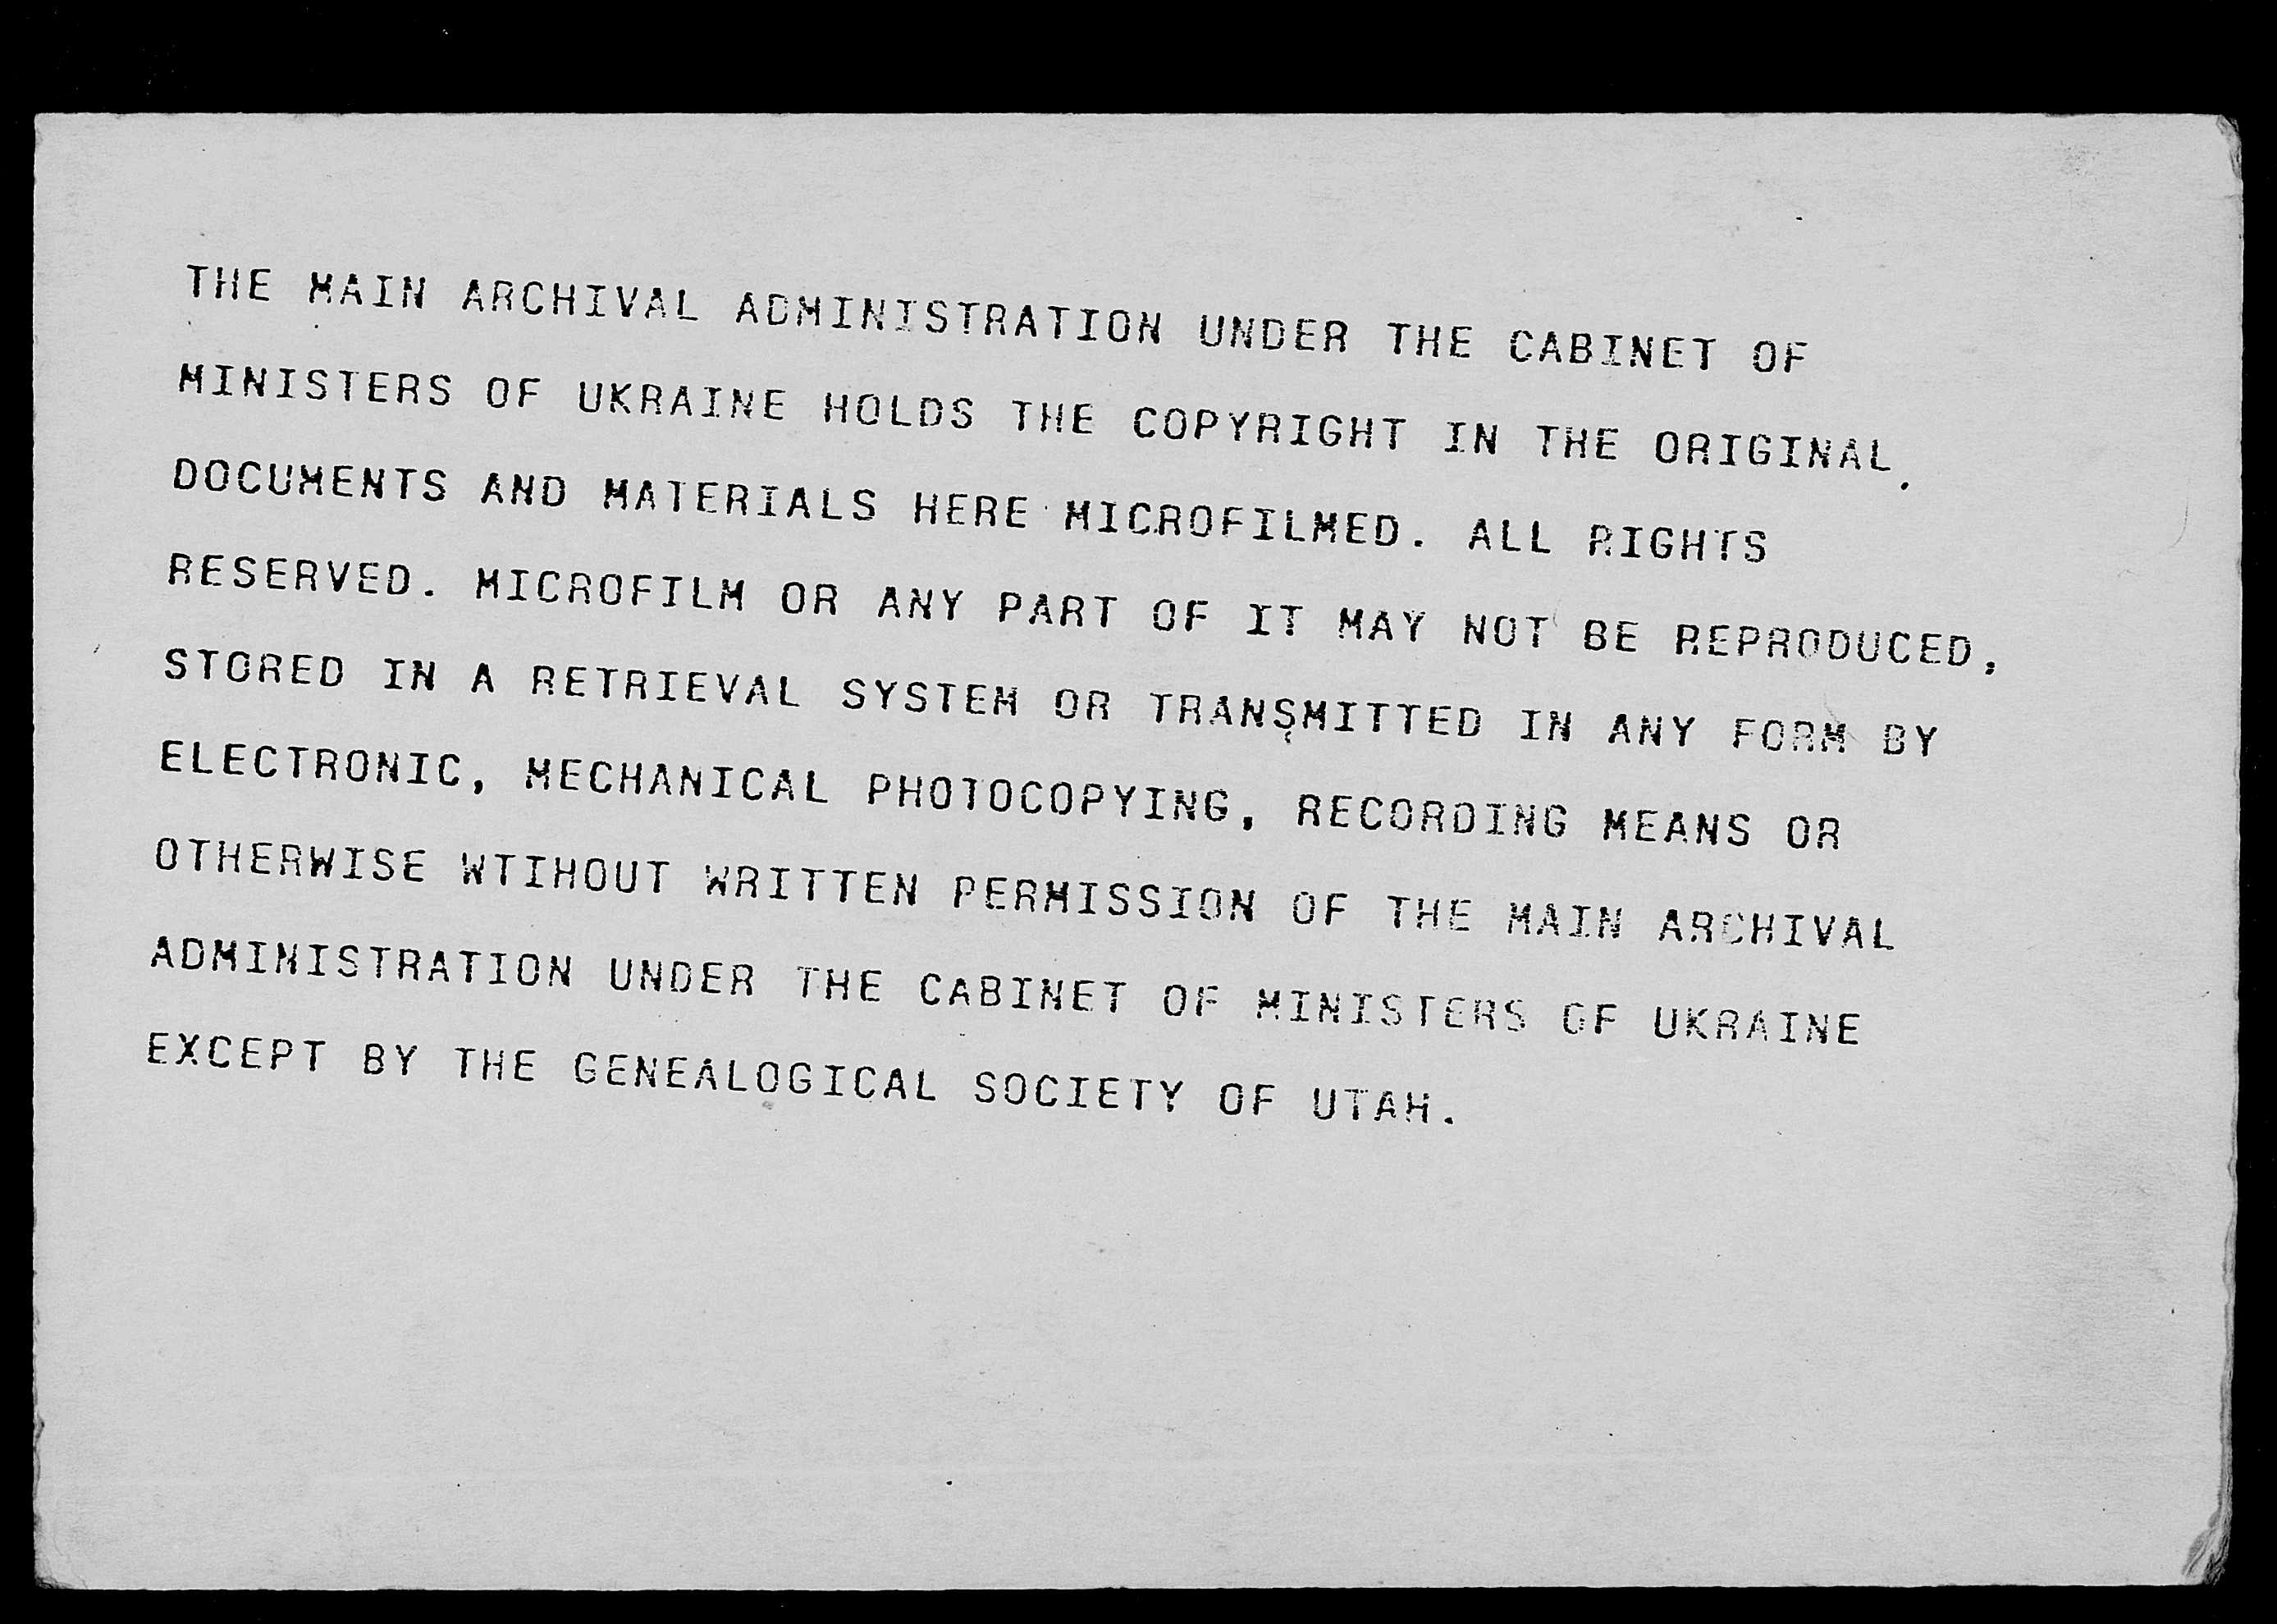 THE MAIN ARCHIVAL ADMINISTRATION UNDER THE CABINET OF
MINISTERS OF UKRAINE HOLDS THE COPYRIGHT IN THE ORIGINAL
DOCUMENTS AND MATERIALS HERE MICROFILMED. ALL RIGHTS
RESERVED. MICROFILM OR ANY PART OF IT MAY NOT BE REPRODUCED,
STORED IN A RETRIEVAL SYSTEM OR TRANSMITTED IN ANY FORM BY
ELECTRONIC, MECHANICAL PHOTOCOPYING, RECORDING MEANS OR
OTHERWISE WTIHOUT WRITTEN PERMISSION OF THE MAIN ARCHIVAL
ADMINISTRATION UNDER THE CABINET OF MINISTERS OF UKRAINE
EXCEPT BY THE GENEALOGICAL SOCIETY OF UTAH.